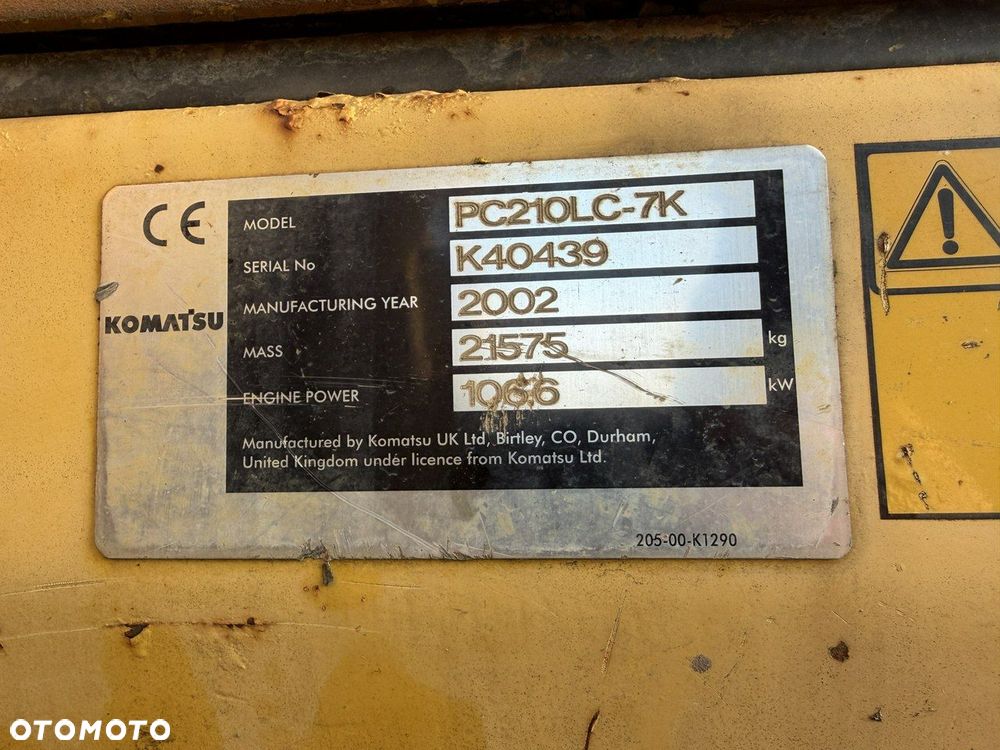 CE
KOMATSU
MODEL PC210LC-7K
SERIAL No K40439
MANUFACTURING YEAR 2002
MASS 21575 kg
ENGINE POWER 106.6 kW
Manufactured by Komatsu UK Ltd, Birtley, CO, Durham,
United Kingdom under licence from Komatsu Ltd.
205-00-K1290
!
OTOMOTO